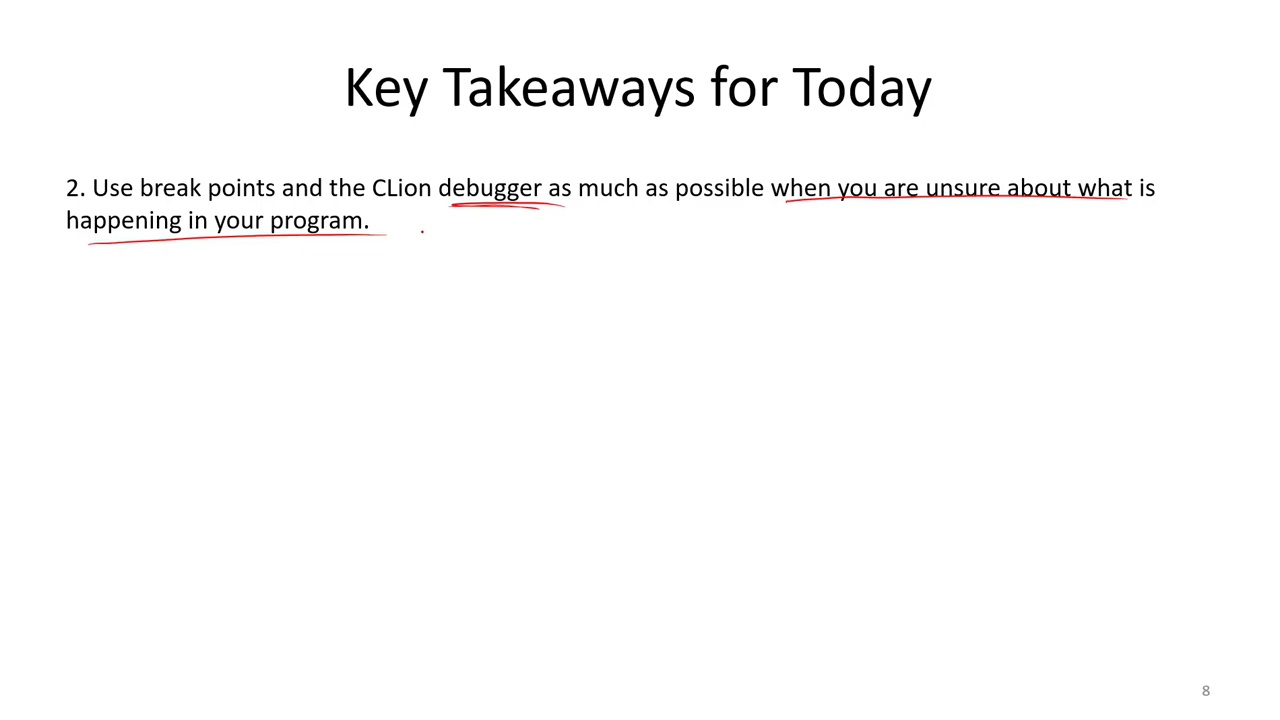 Key Takeaways for Today
2. Use break points and the CLion debugger as much as possible when you are unsure about what is
happening in your program.
8